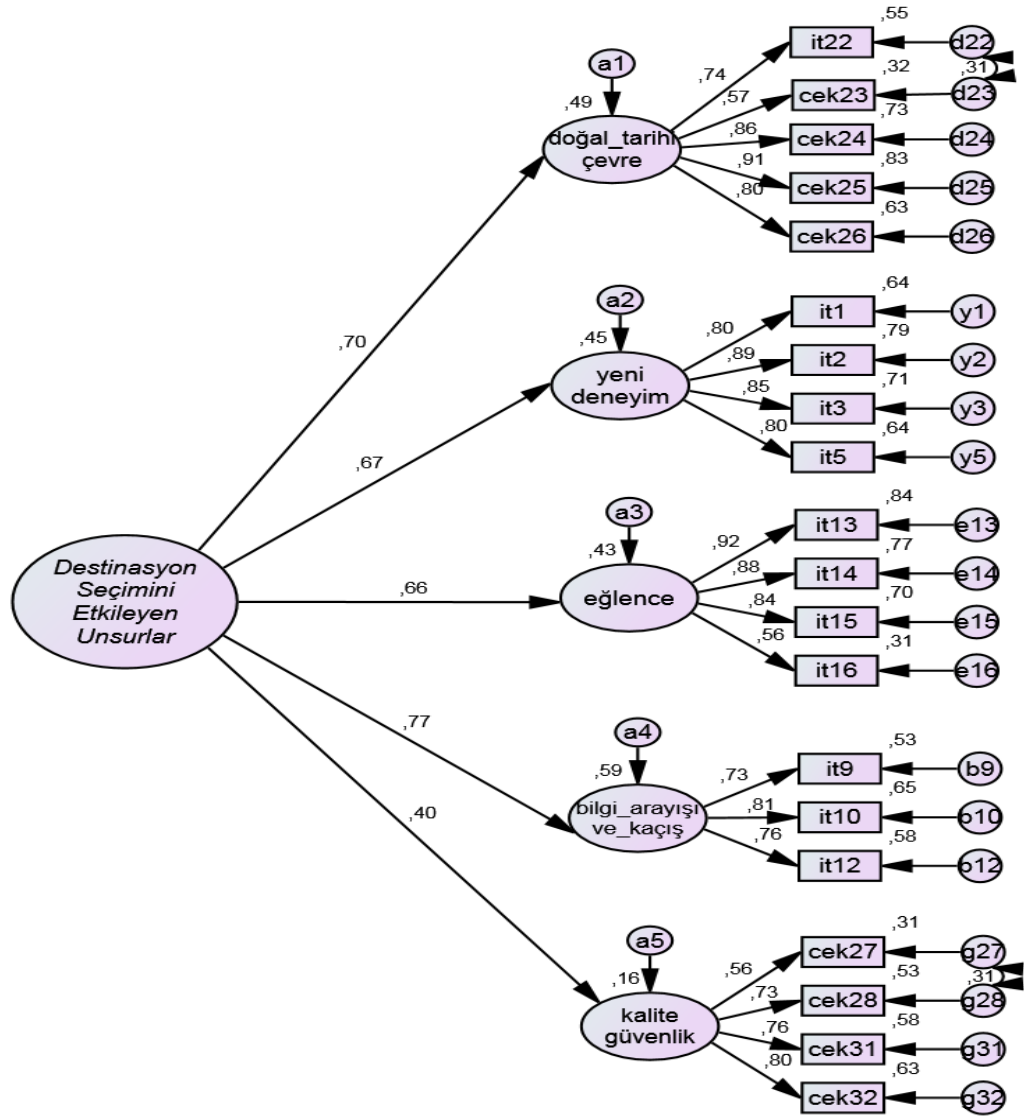 ,55
it22
d22
a1
,74
,31
,32
,49
,57
cek23
d23
,73
doğal_tarihi
çevre
,86
cek24
d24
,91
,83
cek25
d25
,80
,63
cek26
d26
,70
,64
a2
it1
y1
,80
,79
,45
,89
it2
y2
yeni
deneyim
,85
,71
it3
y3
,80
,64
it5
y5
,67
,84
a3
it13
e13
,92
,77
,43
,88
it14
e14
eğlence
,84
,70
it15
e15
,56
,31
it16
e16
Destinasyon
Seçimini
Etkileyen
Unsurlar
,66
,77
,53
a4
it9
b9
,73
,65
,59
bilgi_arayışı
ve_kaçış
,81
it10
b10
,76
,58
it12
b12
,40
,31
a5
cek27
g27
,56
,53
,31
,16
,73
cek28
g28
kalite
güvenlik
,76
,58
cek31
g31
,80
,63
cek32
g32